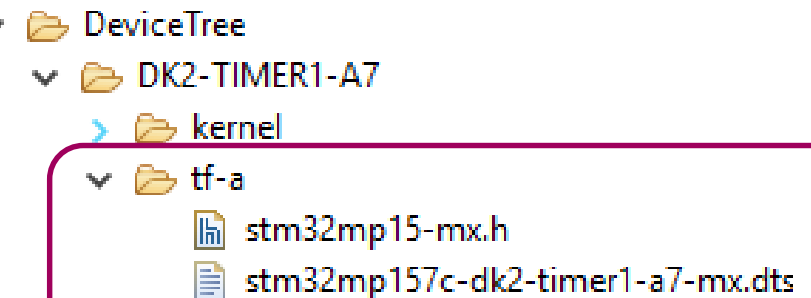 DeviceTree
DK2-TIMER1-A7
kernel
tf-a
stm32mp15-mx.h
stm32mp157c-dk2-timer1-a7-mx.dts